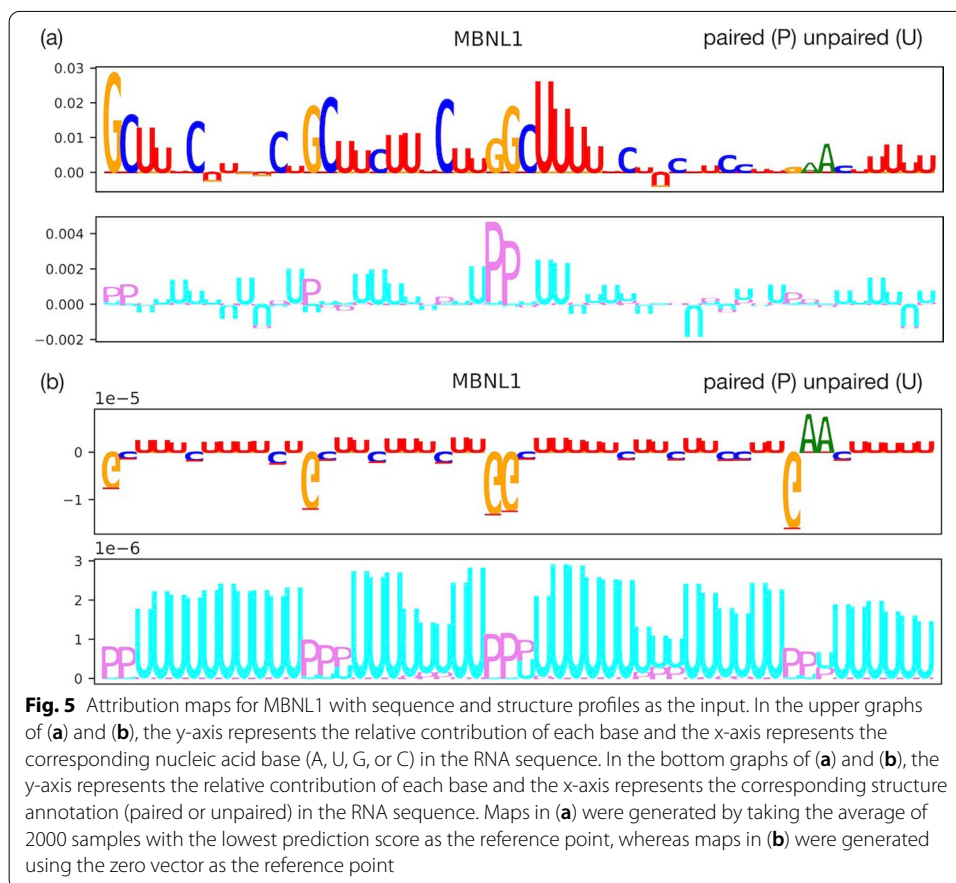 (a)
MBNL1
paired (P) unpaired (U)
0.03
0.02
0.01
0.00
0.004
0.002
0.000
−0.002
(b)
MBNL1
paired (P) unpaired (U)
1e-5
0
−1
1e-6
3
2
1
0
Fig. 5 Attribution maps for MBNL1 with sequence and structure profiles as the input. In the upper graphs
of (a) and (b), the y-axis represents the relative contribution of each base and the x-axis represents the
corresponding nucleic acid base (A, U, G, or C) in the RNA sequence. In the bottom graphs of (a) and (b), the
y-axis represents the relative contribution of each base and the x-axis represents the corresponding structure
annotation (paired or unpaired) in the RNA sequence. Maps in (a) were generated by taking the average of
2000 samples with the lowest prediction score as the reference point, whereas maps in (b) were generated
using the zero vector as the reference point